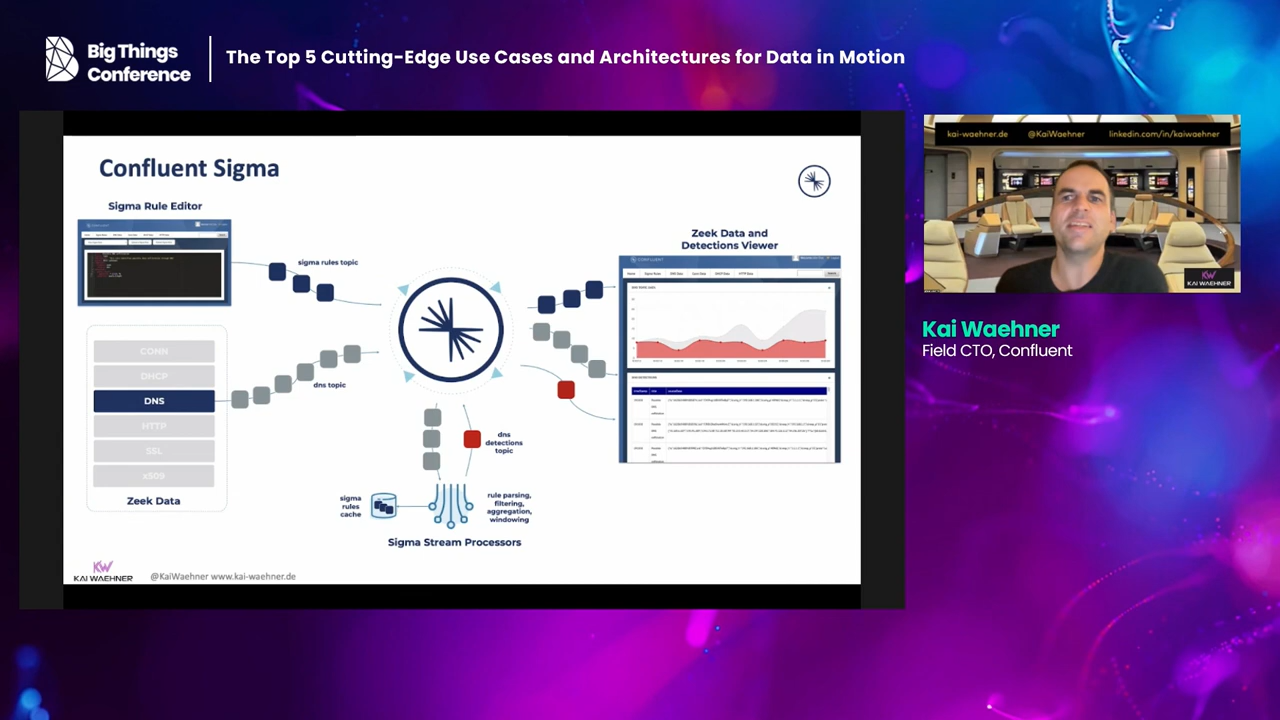 Big Things
Conference
The Top 5 Cutting-Edge Use Cases and Architectures for Data in Motion
Confluent Sigma
Sigma Rule Editor
sigma rules topic
CONN
DHCP
DNS
HTTP
SSL
x509
Zeek Data
dns topic
Zeek Data and
Detections Viewer
CONFLUENT
dns
detections
topic
sigma
rules
cache
rule parsing,
filtering,
aggregation,
windowing
Sigma Stream Processors
KW
KAI WAEHNER
@KaiWaehner www.kai-waehner.de
kai-waehner.de
@KaiWaehner
linkedin.com/in/kaiwaehner
KW
KAI WAEHNER
Kai Waehner
Field CTO, Confluent